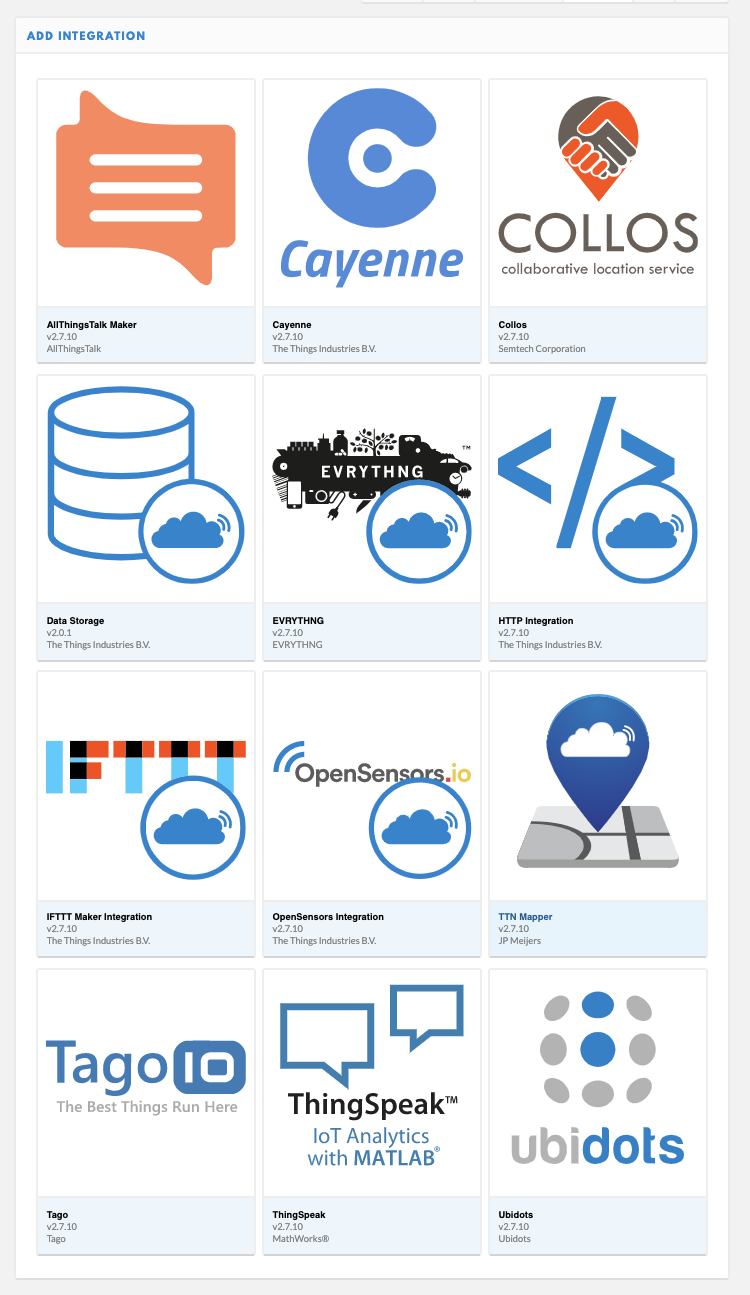 ADD INTEGRATION
Cayenne
COLLOS
collaborative location service
AllThingsTalk Maker
v2.7.10
AllThingsTalk
Cayenne
v2.7.10
The Things Industries B.V.
Collos
v2.7.10
Semtech Corporation
EVRYTHNG
TM
</>
Data Storage
v2.0.1
The Things Industries B.V.
EVRYTHNG
v2.7.10
EVRYTHNG
HTTP Integration
v2.7.10
The Things Industries B.V.
IFTTT
OpenSensors.io
IFTTT Maker Integration
v2.7.10
The Things Industries B.V.
OpenSensors Integration
v2.7.10
The Things Industries B.V.
TTN Mapper
v2.7.10
JP Meijers
Tago IO
The Best Things Run Here
ThingSpeak™
IoT Analytics
with MATLAB®
ubidots
Tago
v2.7.10
Tago
ThingSpeak
v2.7.10
MathWorks®
Ubidots
v2.7.10
Ubidots